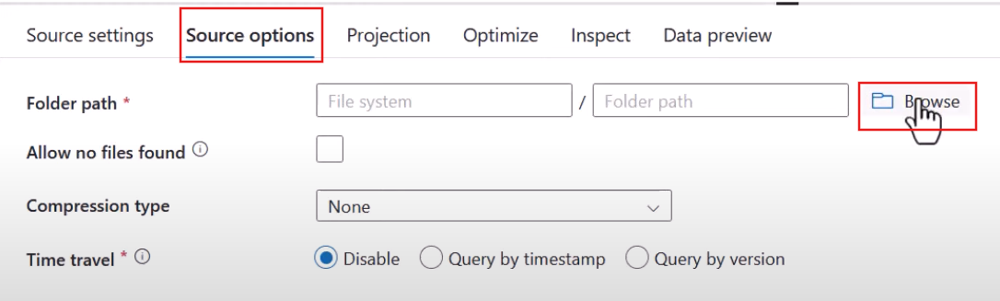 Source settings Source options Projection Optimize Inspect Data preview
Folder path * File system / Folder path Browse
Allow no files found
Compression type None
Time travel * Disable Query by timestamp Query by version